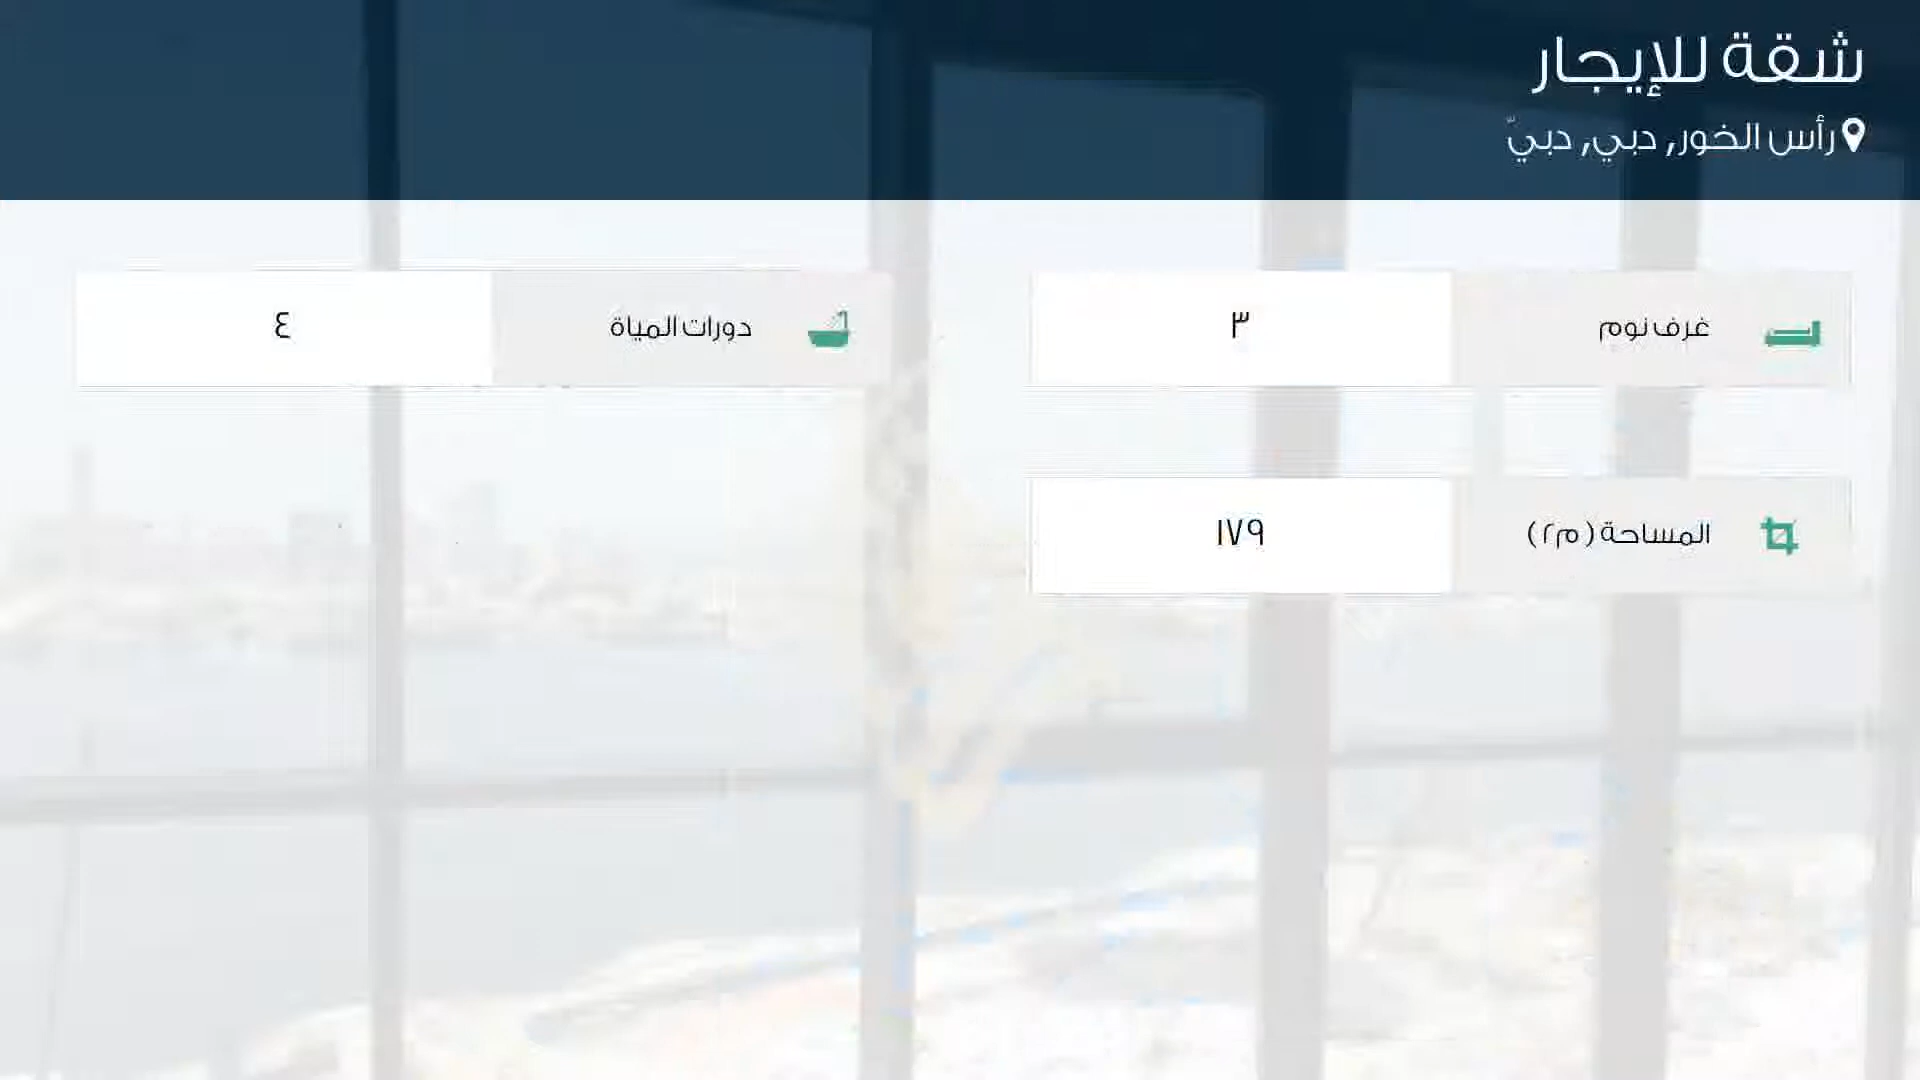 شقة للإيجار
رأس الخور, دبي, دبيّ
غرف نوم ٣
دورات المياة ٤
المساحة (م٢) ١٧٩